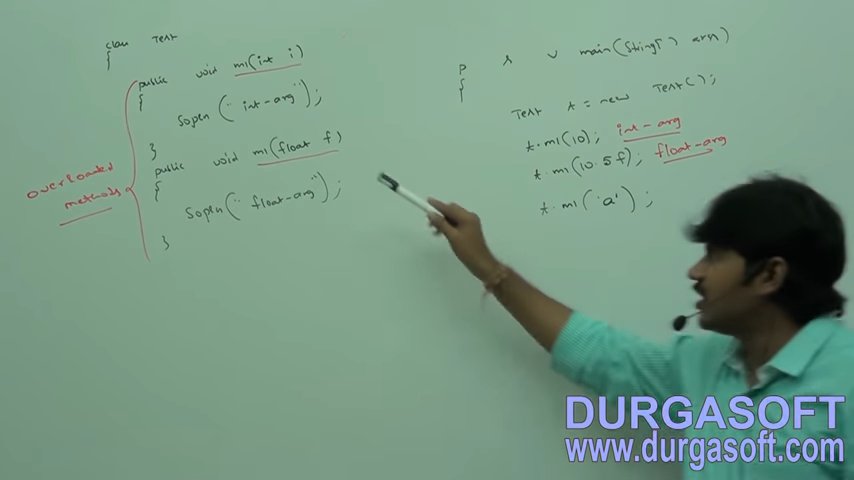 class Test
{
public void m1(int i)
{
Sopln("int-arg");
}
public void m1(float f)
{
Sopln("float-arg");
}
overloaded
methods
p s v main(String[] args)
{
Test t = new Test();
t.m1(10); int-arg
t.m1(10.5f); float-arg
t.m1('a');
DURGASOFT
www.durgasoft.com